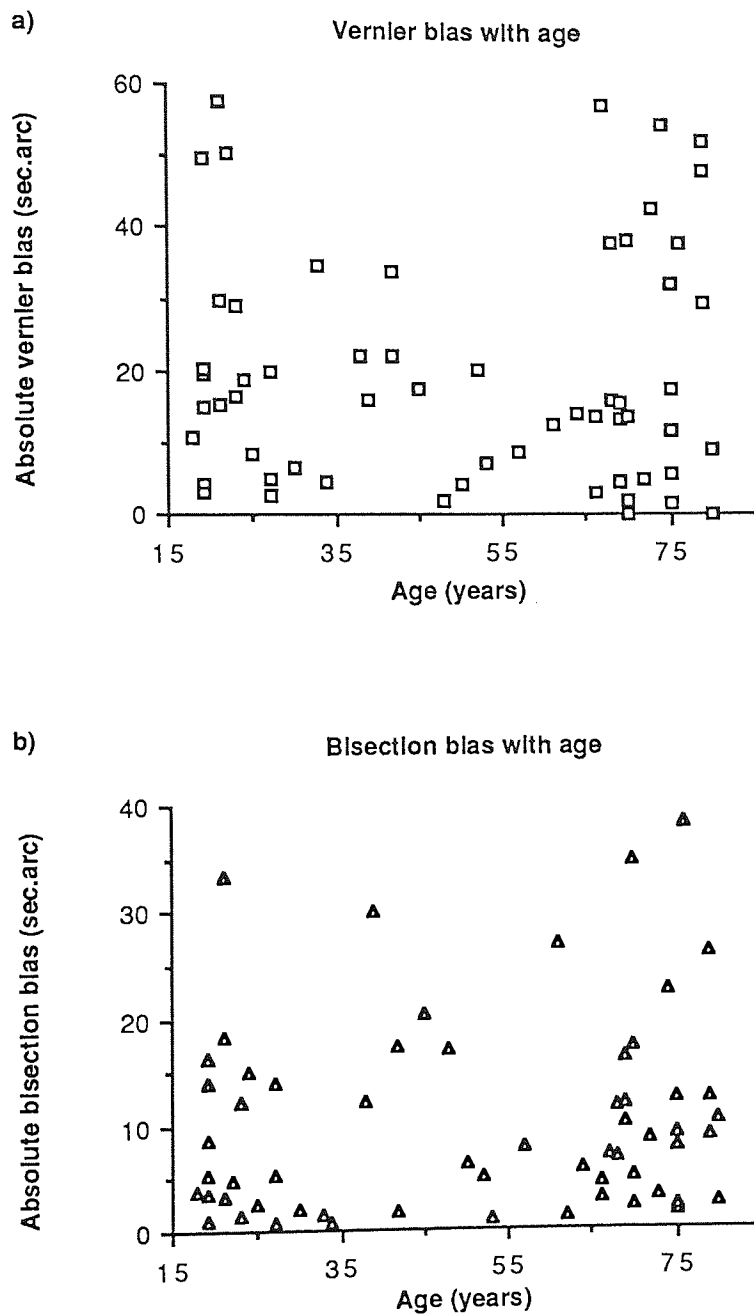 a)
Vernier bias with age
Absolute vernier bias (sec.arc)
60
40
20
0
15 35 55 75
Age (years)
b)
Bisection bias with age
Absolute bisection bias (sec.arc)
40
30
20
10
0
15 35 55 75
Age (years)